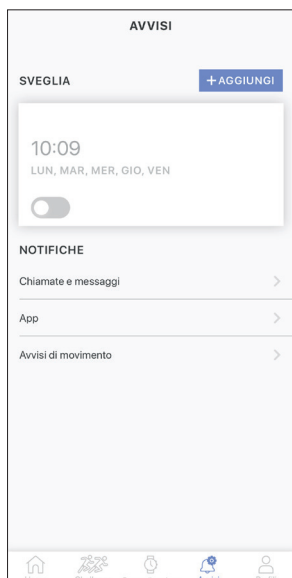 AVVISI
SVEGLIA
+AGGIUNGI
10:09
LUN, MAR, MER, GIO, VEN
NOTIFICHE
Chiamate e messaggi
App
Avvisi di movimento